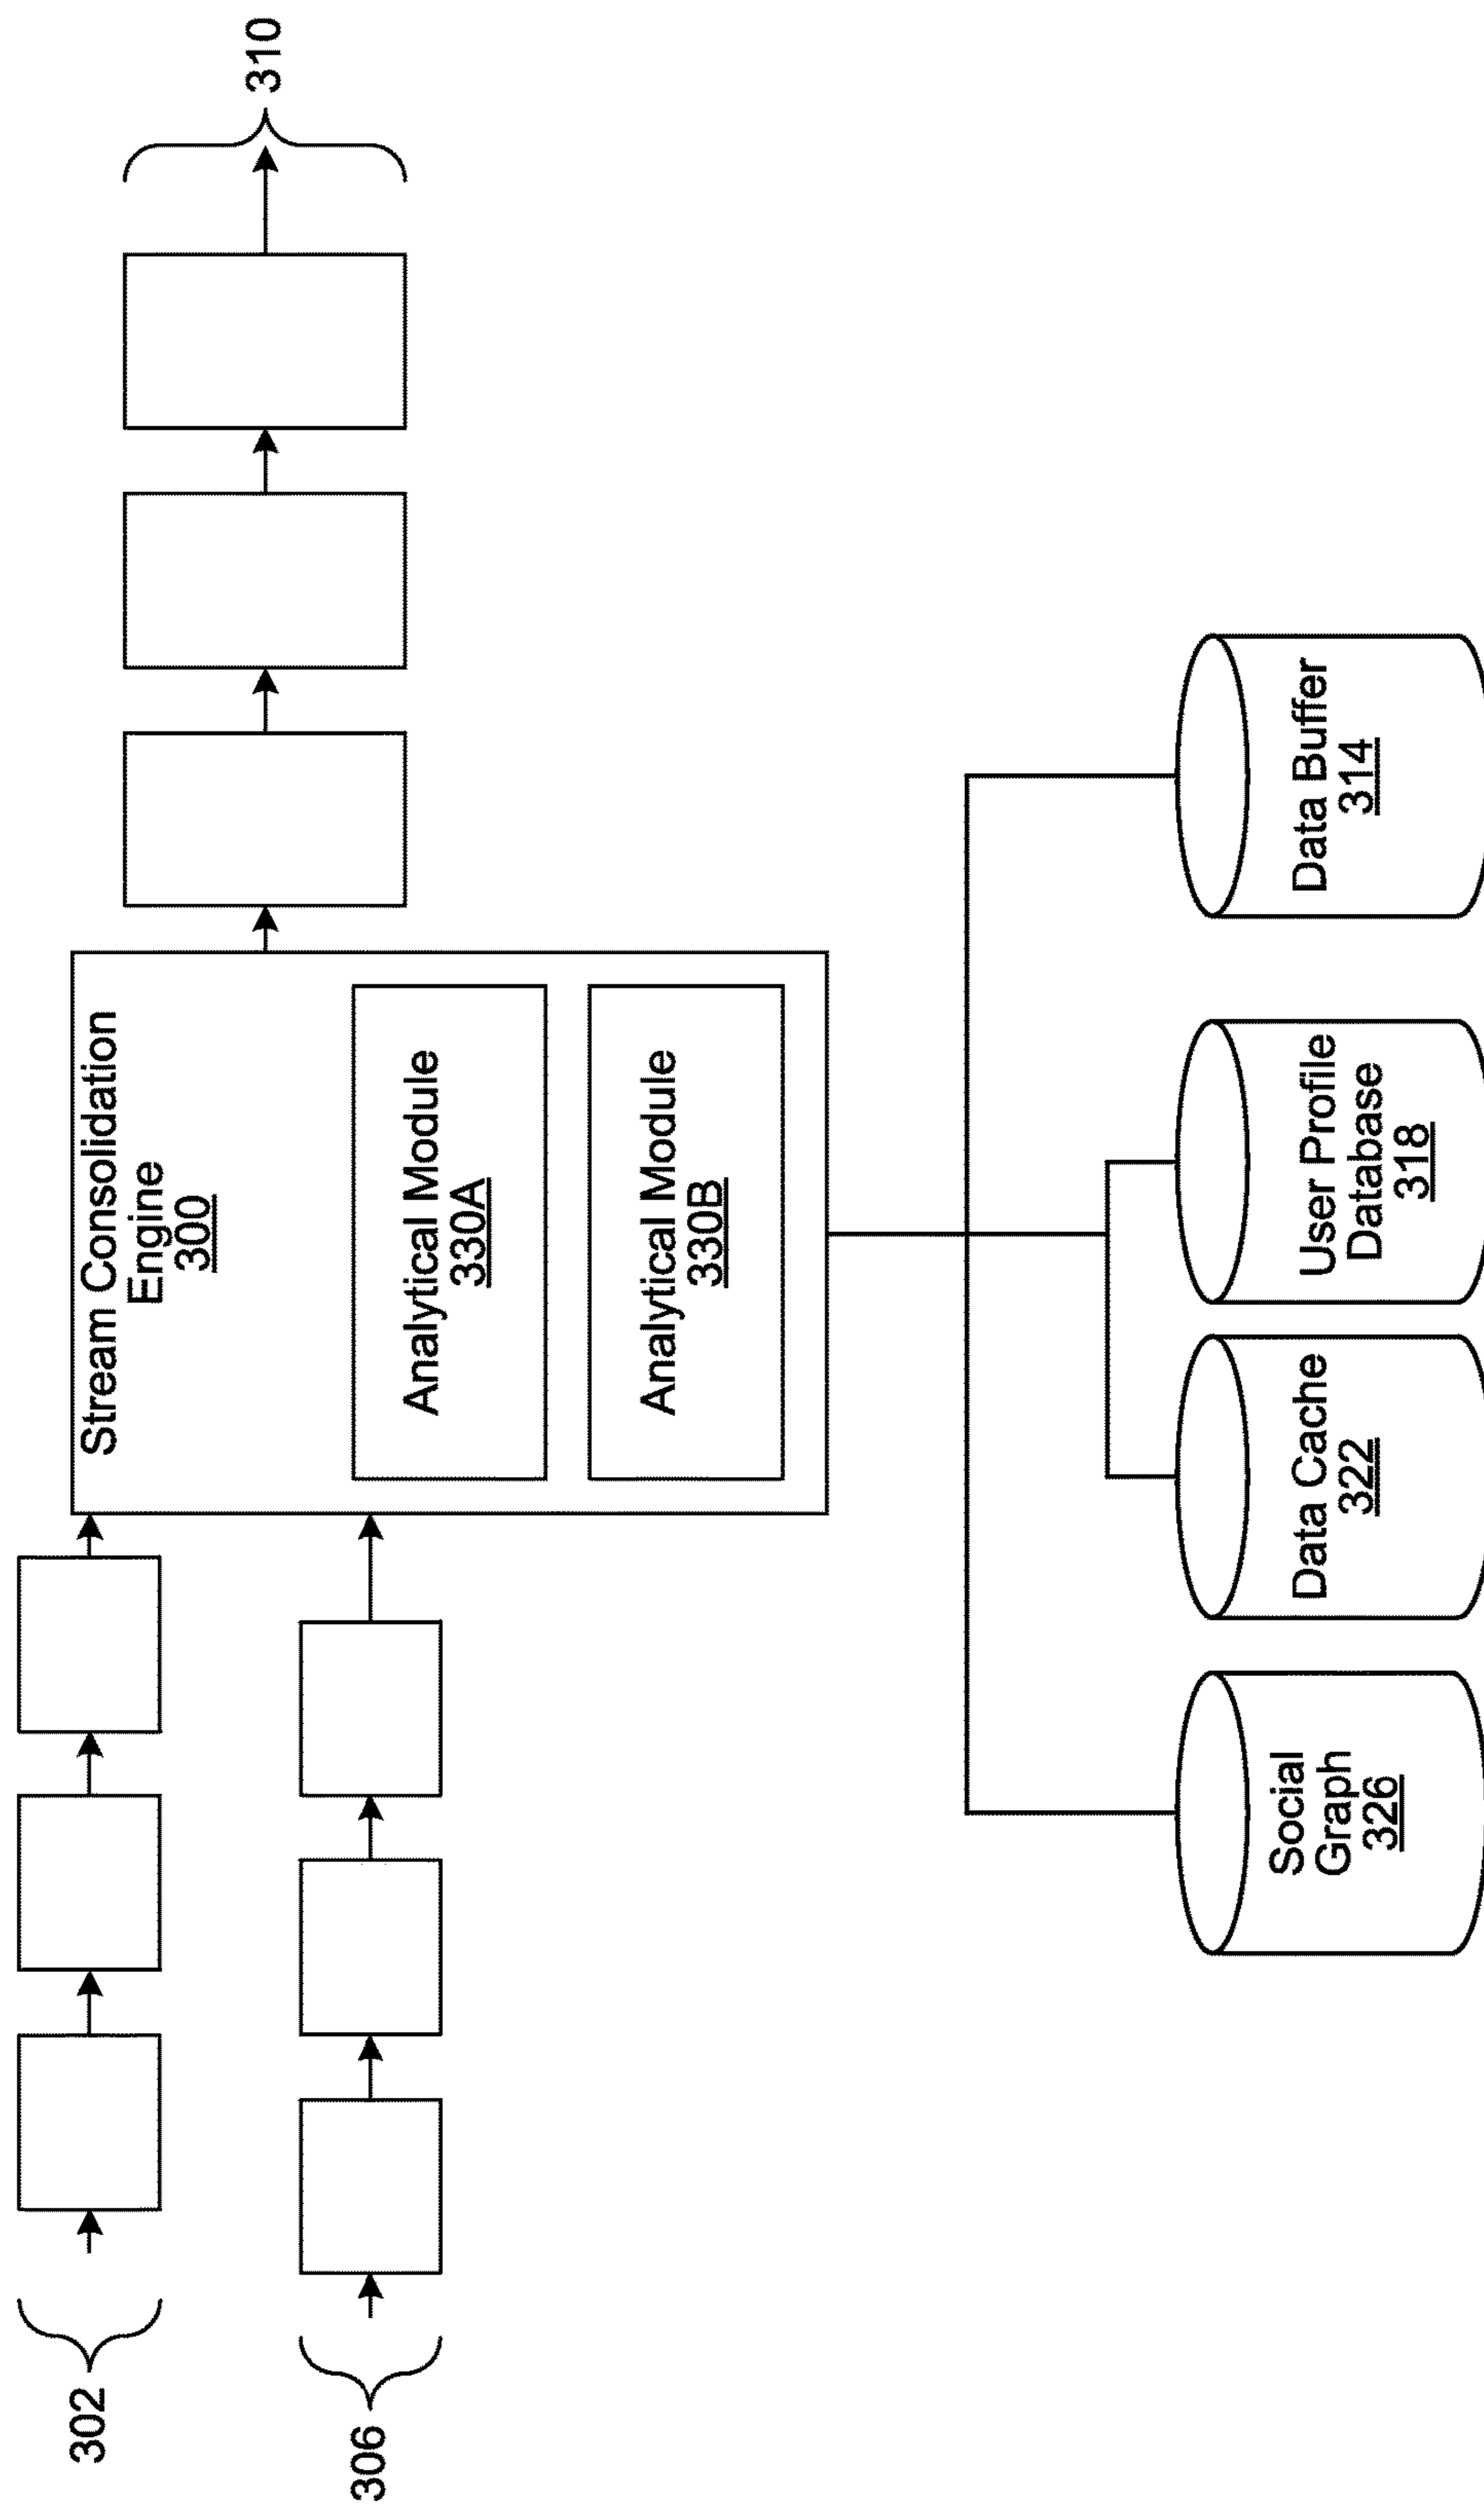 302
306
Stream Consolidation
Engine
300
Analytical Module
330A
Analytical Module
330B
310
Social
Graph
326
Data Cache
322
User Profile
Database
318
Data Buffer
314